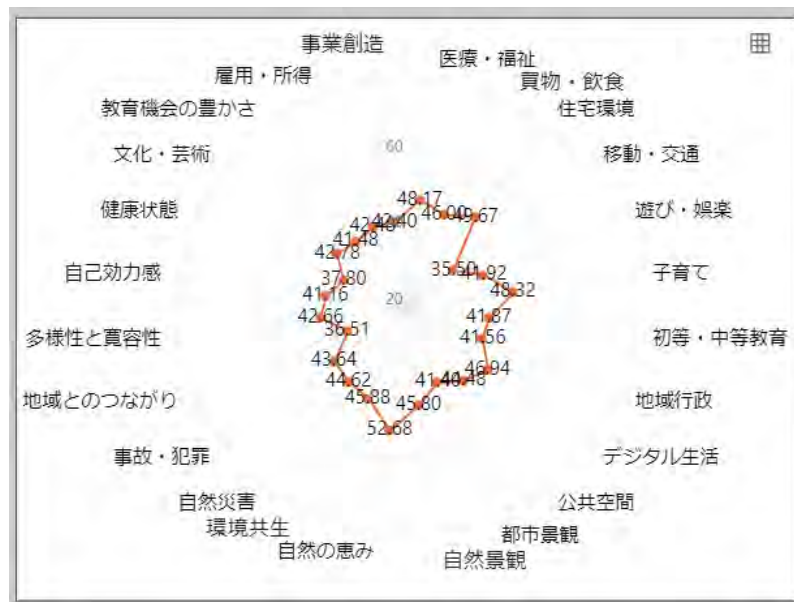 事業創造
医療・福祉
買物・飲食
住宅環境
移動・交通
遊び・娯楽
子育て
初等・中等教育
地域行政
デジタル生活
公共空間
都市景観
自然景観
自然の恵み
環境共生
自然災害
事故・犯罪
地域とのつながり
多様性と寛容性
自己効力感
健康状態
文化・芸術
教育機会の豊かさ
雇用・所得
60
20
48.17
46.00
49.67
35.50
41.92
48.32
41.87
41.56
46.94
45.80
52.68
45.88
44.62
43.64
36.51
42.66
41.16
37.80
42.78
41.48